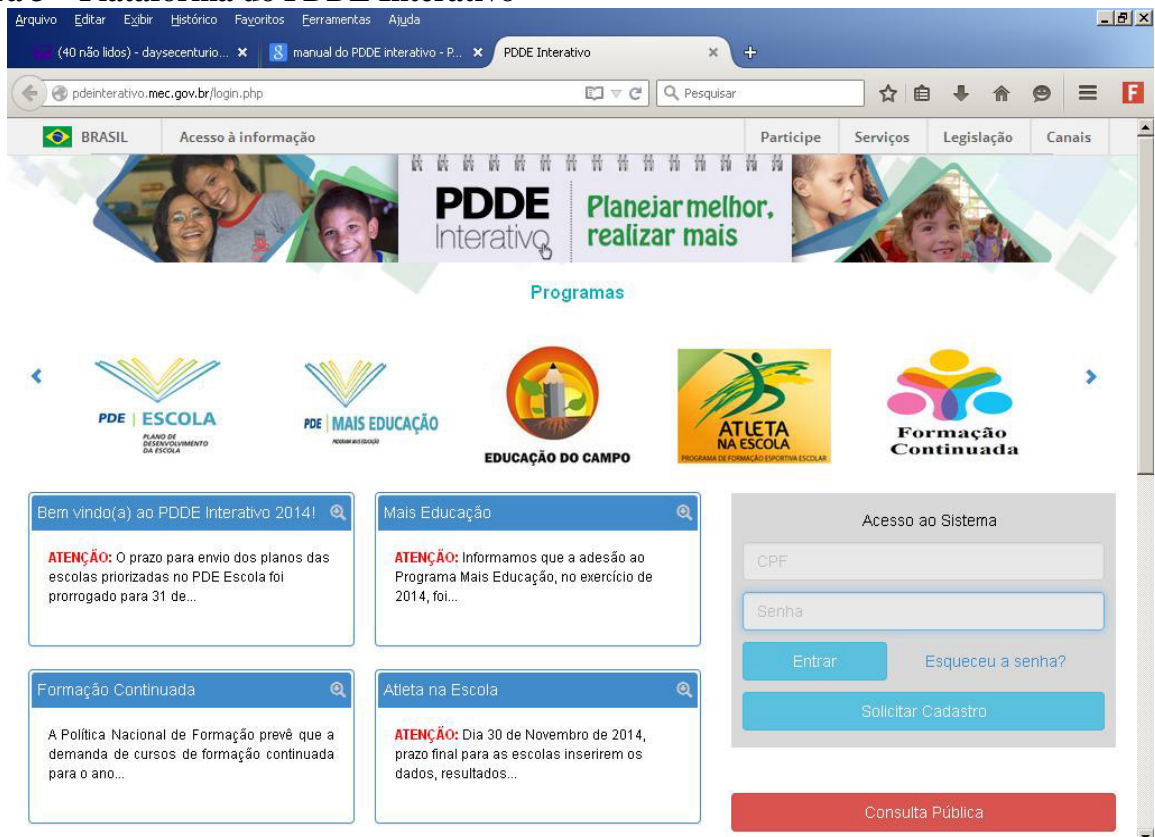 Arquivo Editar Exibir Histórico Favoritos Ferramentas Ajuda
(40 não lidos) - daysecenturio...
manual do PDDE interativo - P...
PDDE Interativo
pdeinterativo.mec.gov.br/login.php
Pesquisar
BRASIL
Acesso à informação
Participe
Serviços
Legislação
Canais
PDDE
Interativo
Planejar melhor,
realizar mais
Programas
PDE | ESCOLA
PLANO DE
DESENVOLVIMENTO
DA ESCOLA
PDE | MAIS EDUCAÇÃO
PROGRAMA MAIS EDUCAÇÃO
EDUCAÇÃO DO CAMPO
ATLETA
NA ESCOLA
PROGRAMA DE FORMAÇÃO ESPORTIVA ESCOLAR
Formação
Continuada
Bem vindo(a) ao PDDE Interativo 2014!
ATENÇÃO: O prazo para envio dos planos das
escolas priorizadas no PDE Escola foi
prorrogado para 31 de...
Mais Educação
ATENÇÃO: Informamos que a adesão ao
Programa Mais Educação, no exercício de
2014, foi...
Acesso ao Sistema
CPF
Senha
Entrar
Esqueceu a senha?
Solicitar Cadastro
Formação Continuada
A Política Nacional de Formação prevê que a
demanda de cursos de formação continuada
para o ano...
Atleta na Escola
ATENÇÃO: Dia 30 de Novembro de 2014,
prazo final para as escolas inserirem os
dados, resultados...
Consulta Pública